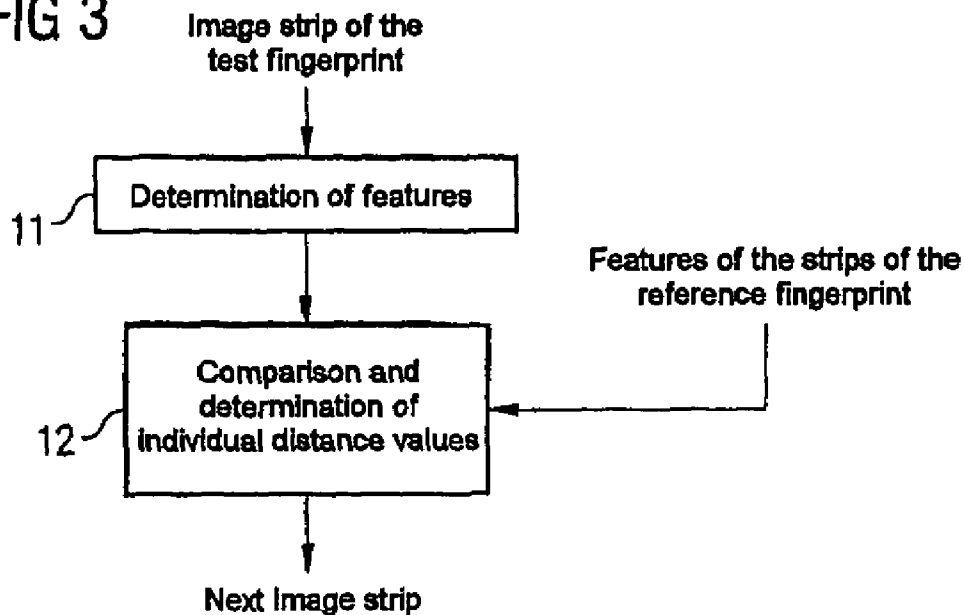 FIG 3
Image strip of the
test fingerprint
Determination of features
11
Features of the strips of the
reference fingerprint
Comparison and
determination of
individual distance values
12
Next image strip